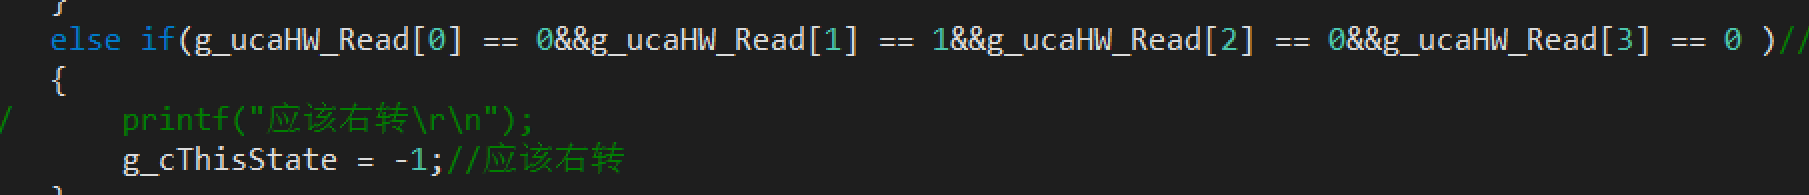 }
else if(g_ucaHW_Read[0] == 0&&g_ucaHW_Read[1] == 1&&g_ucaHW_Read[2] == 0&&g_ucaHW_Read[3] == 0 )//
{
/ printf("应该右转\r\n");
g_cThisState = -1;//应该右转
}